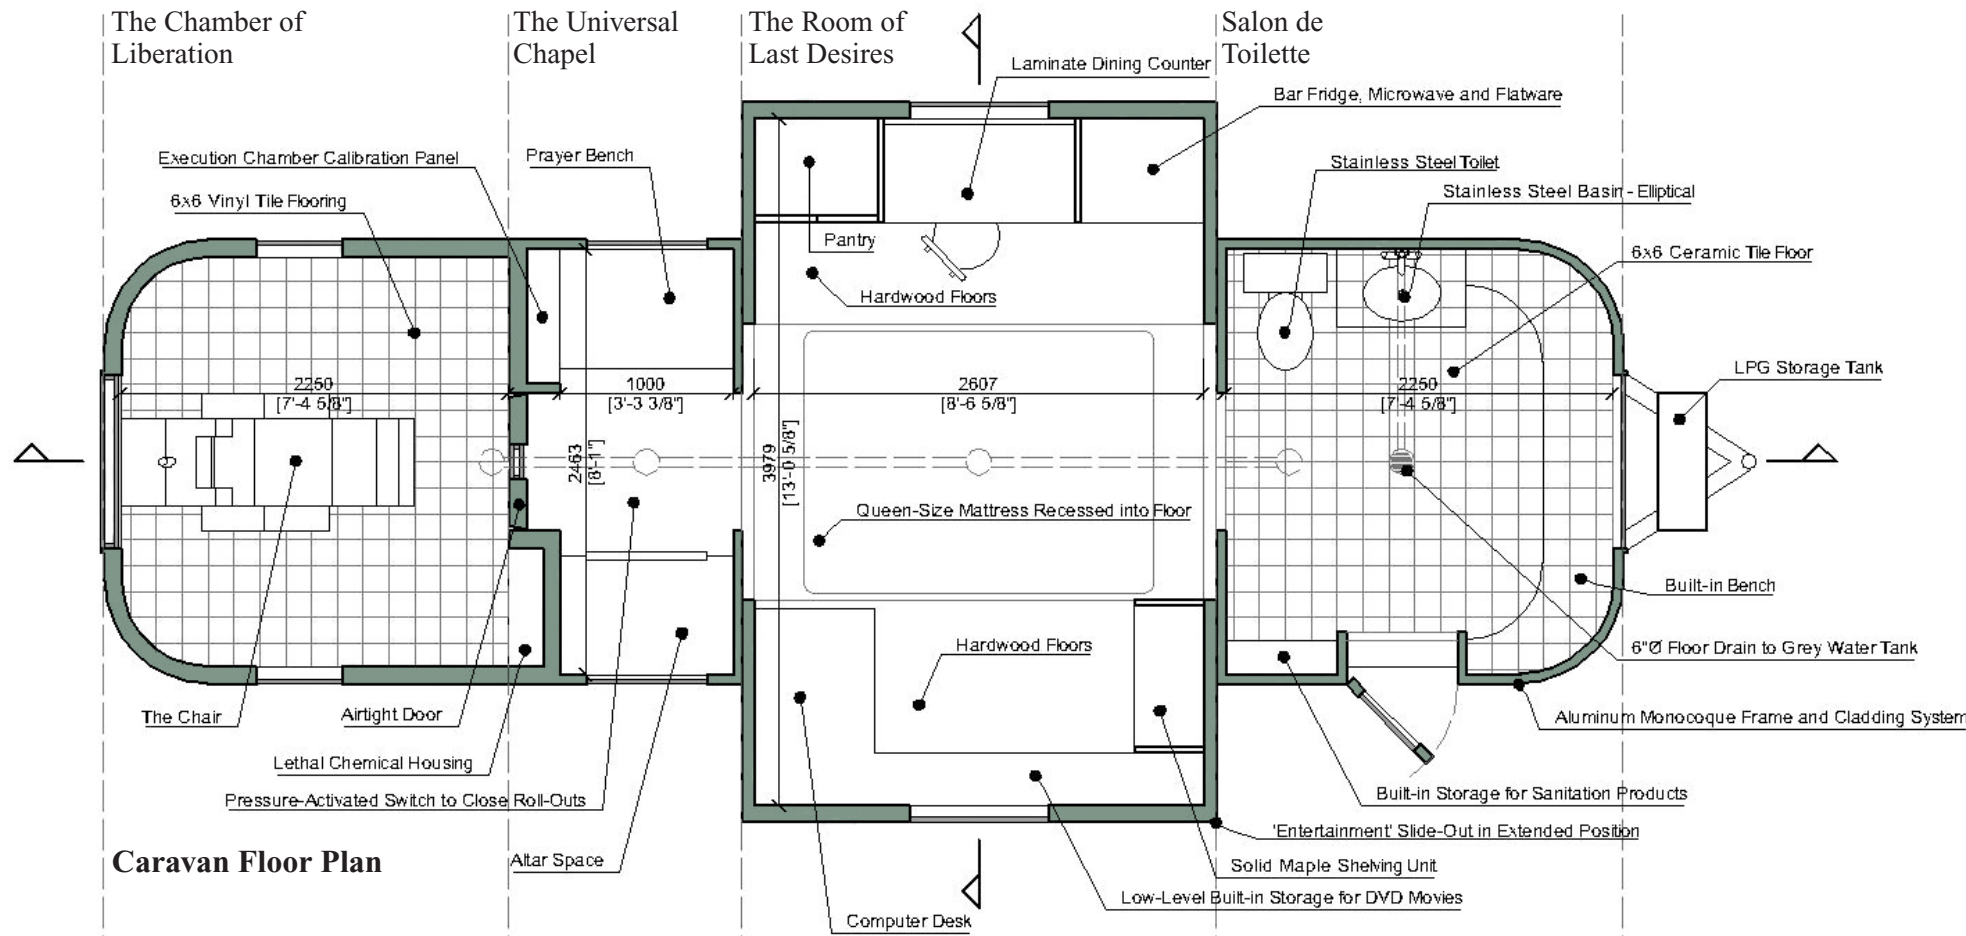 The Chamber of
Liberation
The Universal
Chapel
The Room of
Last Desires
Salon de
Toilette
Laminate Dining Counter
Bar Fridge, Microwave and Flatware
Execution Chamber Calibration Panel
Prayer Bench
Stainless Steel Toilet
6x6 Vinyl Tile Flooring
Stainless Steel Basin - Elliptical
Pantry
6x6 Ceramic Tile Floor
Hardwood Floors
LPG Storage Tank
2250
[7'-4 5/8"]
1000
[3'-3 3/8"]
2607
[8'-6 5/8"]
2250
[7'-4 5/8"]
2463
[8'-1"]
3979
[13'-0 5/8"]
Queen-Size Mattress Recessed into Floor
Built-in Bench
Hardwood Floors
6"Ø Floor Drain to Grey Water Tank
The Chair
Airtight Door
Aluminum Monocoque Frame and Cladding System
Lethal Chemical Housing
Pressure-Activated Switch to Close Roll-Outs
Built-in Storage for Sanitation Products
'Entertainment' Slide-Out in Extended Position
Caravan Floor Plan
Altar Space
Solid Maple Shelving Unit
Low-Level Built-in Storage for DVD Movies
Computer Desk